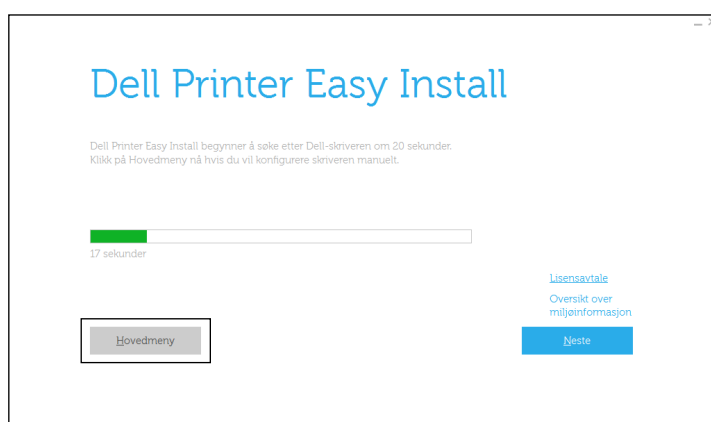 Dell Printer Easy Install
Dell Printer Easy Install begynner å søke etter Dell-skriveren om 20 sekunder.
Klikk på Hovedmeny nå hvis du vil konfigurere skriveren manuelt.
17 sekunder
Lisensavtale
Oversikt over
miljøinformasjon
Hovedmeny
Neste